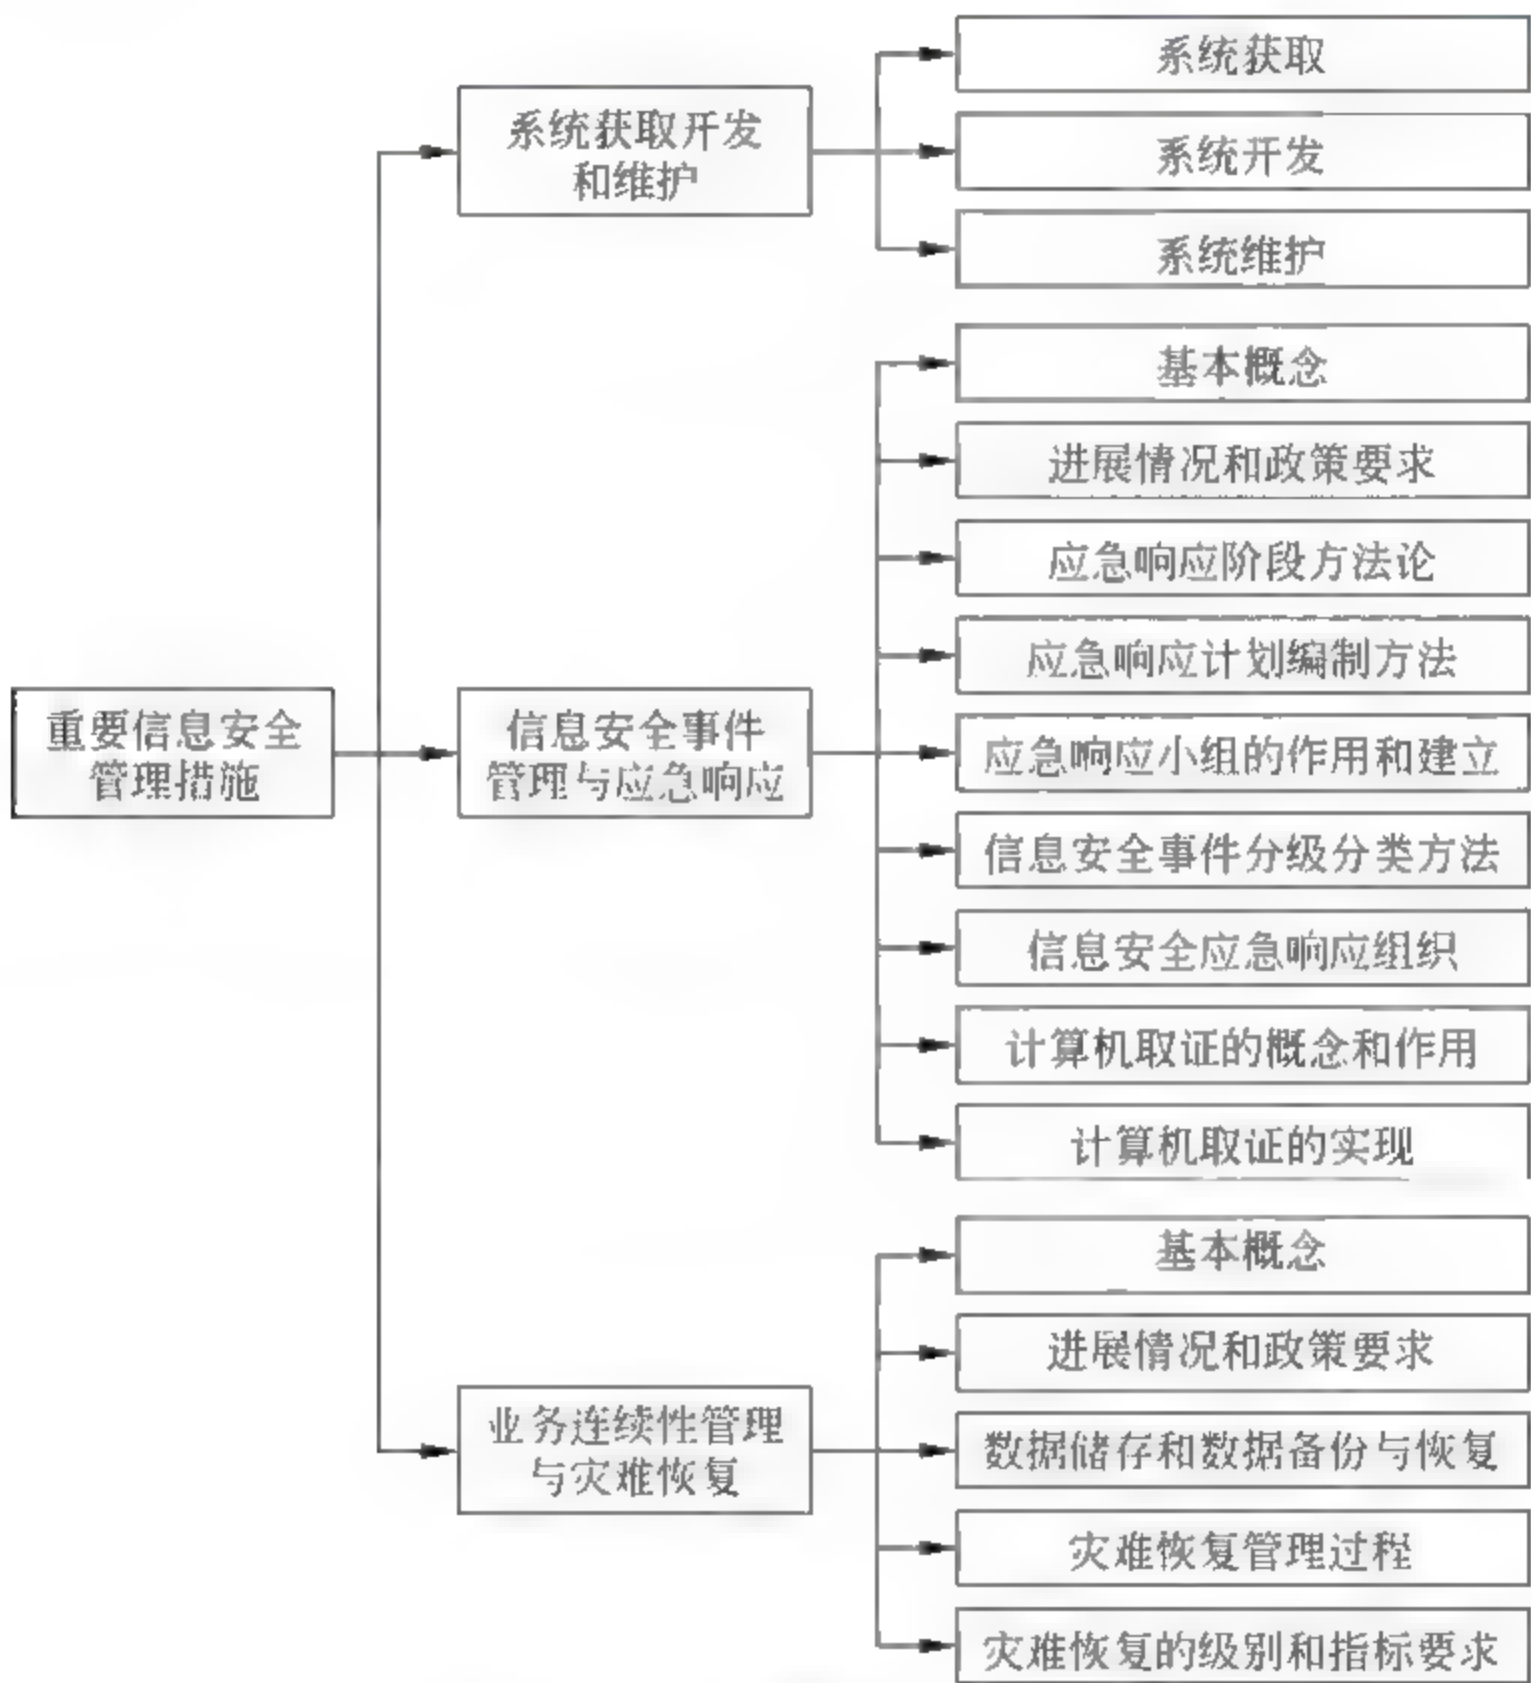 重要信息安全
管理措施
系统获取开发
和维护
系统获取
系统开发
系统维护
信息安全事件
管理与应急响应
基本概念
进展情况和政策要求
应急响应阶段方法论
应急响应计划编制方法
应急响应小组的作用和建立
信息安全事件分级分类方法
信息安全应急响应组织
计算机取证的概念和作用
计算机取证的实现
业务连续性管理
与灾难恢复
基本概念
进展情况和政策要求
数据储存和数据备份与恢复
灾难恢复管理过程
灾难恢复的级别和指标要求